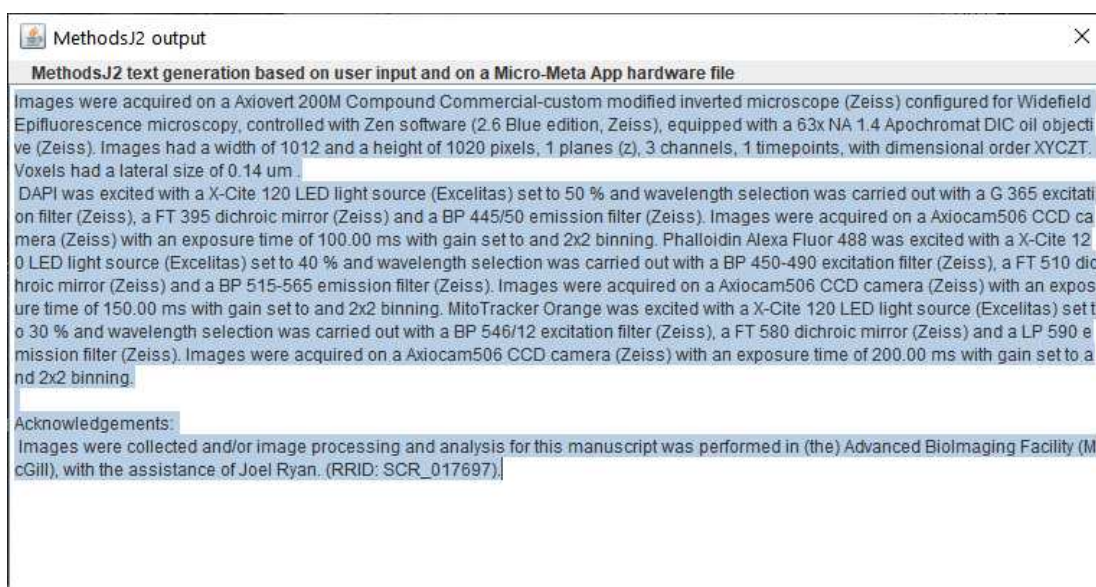 MethodsJ2 output
MethodsJ2 text generation based on user input and on a Micro-Meta App hardware file
Images were acquired on a Axiovert 200M Compound Commercial-custom modified inverted microscope (Zeiss) configured for Widefield
Epifluorescence microscopy, controlled with Zen software (2.6 Blue edition, Zeiss), equipped with a 63x NA 1.4 Apochromat DIC oil objecti
ve (Zeiss). Images had a width of 1012 and a height of 1020 pixels, 1 planes (z), 3 channels, 1 timepoints, with dimensional order XYCZT.
Voxels had a lateral size of 0.14 um .
DAPI was excited with a X-Cite 120 LED light source (Excelitas) set to 50 % and wavelength selection was carried out with a G 365 excitati
on filter (Zeiss), a FT 395 dichroic mirror (Zeiss) and a BP 445/50 emission filter (Zeiss). Images were acquired on a Axiocam506 CCD ca
mera (Zeiss) with an exposure time of 100.00 ms with gain set to and 2x2 binning. Phalloidin Alexa Fluor 488 was excited with a X-Cite 12
0 LED light source (Excelitas) set to 40 % and wavelength selection was carried out with a BP 450-490 excitation filter (Zeiss), a FT 510 dic
hroic mirror (Zeiss) and a BP 515-565 emission filter (Zeiss). Images were acquired on a Axiocam506 CCD camera (Zeiss) with an expos
ure time of 150.00 ms with gain set to and 2x2 binning. MitoTracker Orange was excited with a X-Cite 120 LED light source (Excelitas) set t
o 30 % and wavelength selection was carried out with a BP 546/12 excitation filter (Zeiss), a FT 580 dichroic mirror (Zeiss) and a LP 590 e
mission filter (Zeiss). Images were acquired on a Axiocam506 CCD camera (Zeiss) with an exposure time of 200.00 ms with gain set to a
nd 2x2 binning.
Acknowledgements:
Images were collected and/or image processing and analysis for this manuscript was performed in (the) Advanced BioImaging Facility (M
cGill), with the assistance of Joel Ryan. (RRID: SCR_017697).